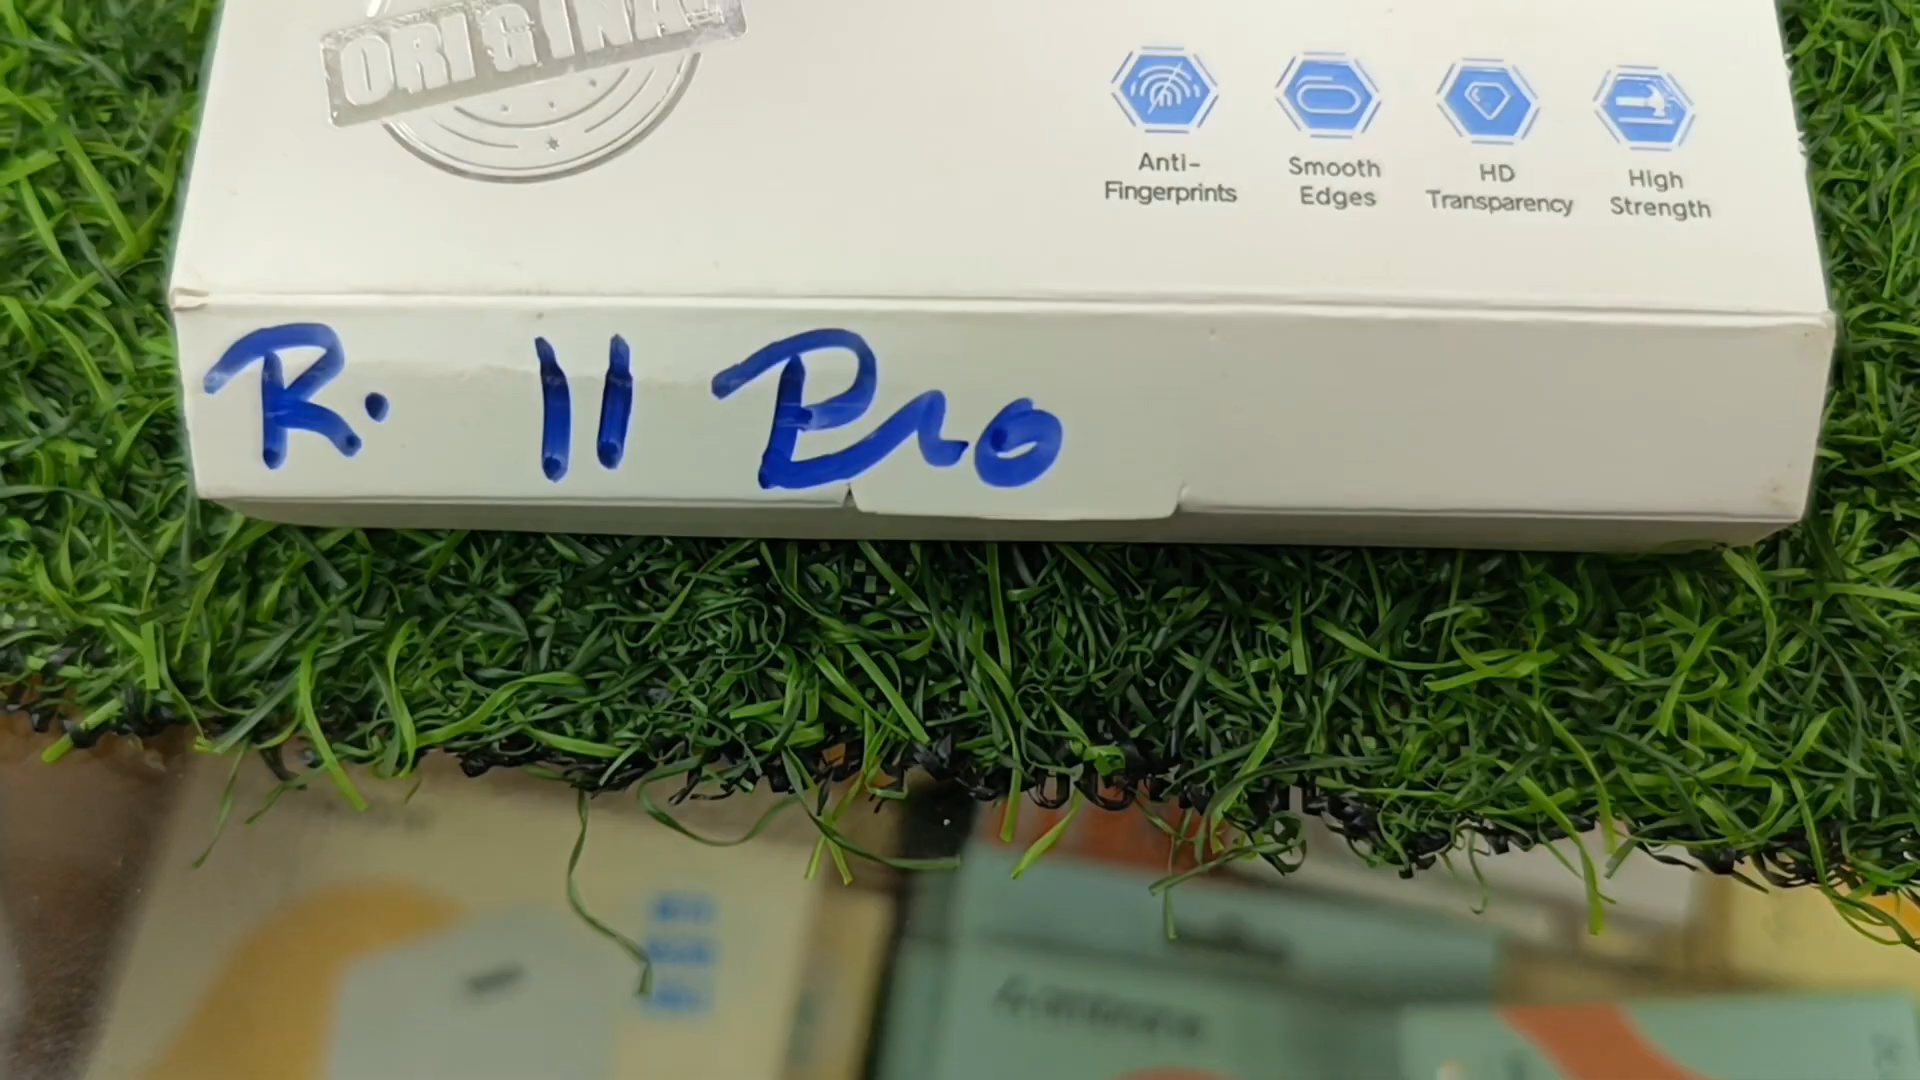 ORIGINAL
Anti-
Fingerprints
Smooth
Edges
HD
Transparency
High
Strength
R. 11 Pro